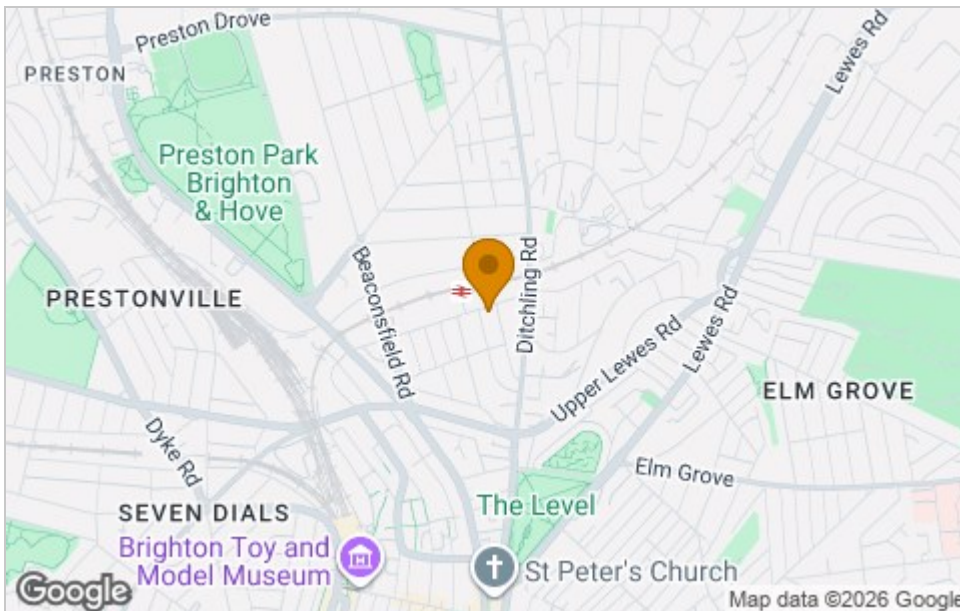 Preston Drove
Lewes Rd
PRESTON
Preston Park
Brighton
& Hove
Beaconsfield Rd
Ditchling Rd
PRESTONVILLE
Upper Lewes Rd
Lewes Rd
ELM GROVE
Dyke Rd
Elm Grove
SEVEN DIALS
The Level
Brighton Toy and
Model Museum
St Peter's Church
Google
Map data ©2026 Google